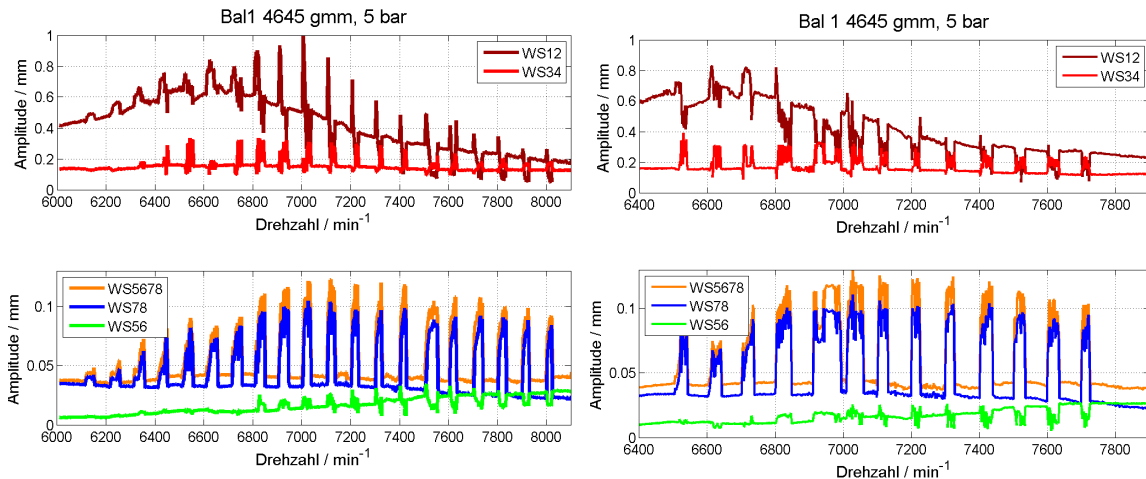 Bal1 4645 gmm, 5 bar
Amplitude / mm
1
0.8
0.6
0.4
0.2
0
WS12
WS34
6000 6200 6400 6600 6800 7000 7200 7400 7600 7800 8000
Drehzahl / min-1
Bal 1 4645 gmm, 5 bar
Amplitude / mm
1
0.8
0.6
0.4
0.2
0
WS12
WS34
6400 6600 6800 7000 7200 7400 7600 7800
Drehzahl / min-1
Amplitude / mm
0.1
0.05
0
WS5678
WS78
WS56
6000 6200 6400 6600 6800 7000 7200 7400 7600 7800 8000
Drehzahl / min-1
Amplitude / mm
0.1
0.05
0
WS5678
WS78
WS56
6400 6600 6800 7000 7200 7400 7600 7800
Drehzahl / min-1